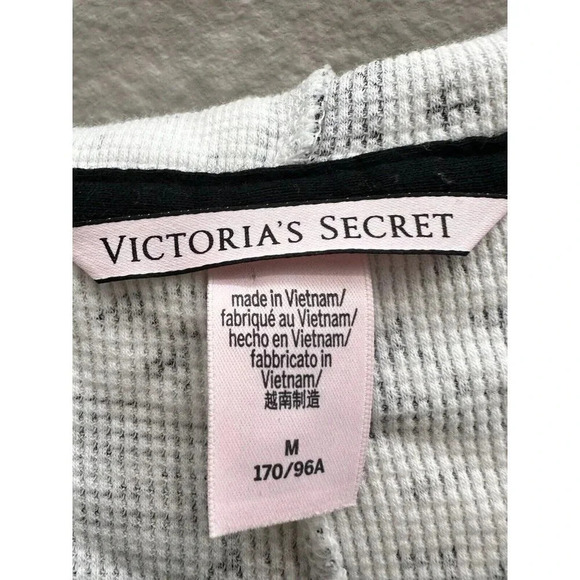 VICTORIA'S SECRET
made in Vietnam/
fabriqué au Vietnam/
hecho en Vietnam/
fabbricato in
Vietnam/
越南制造
M
170/96A